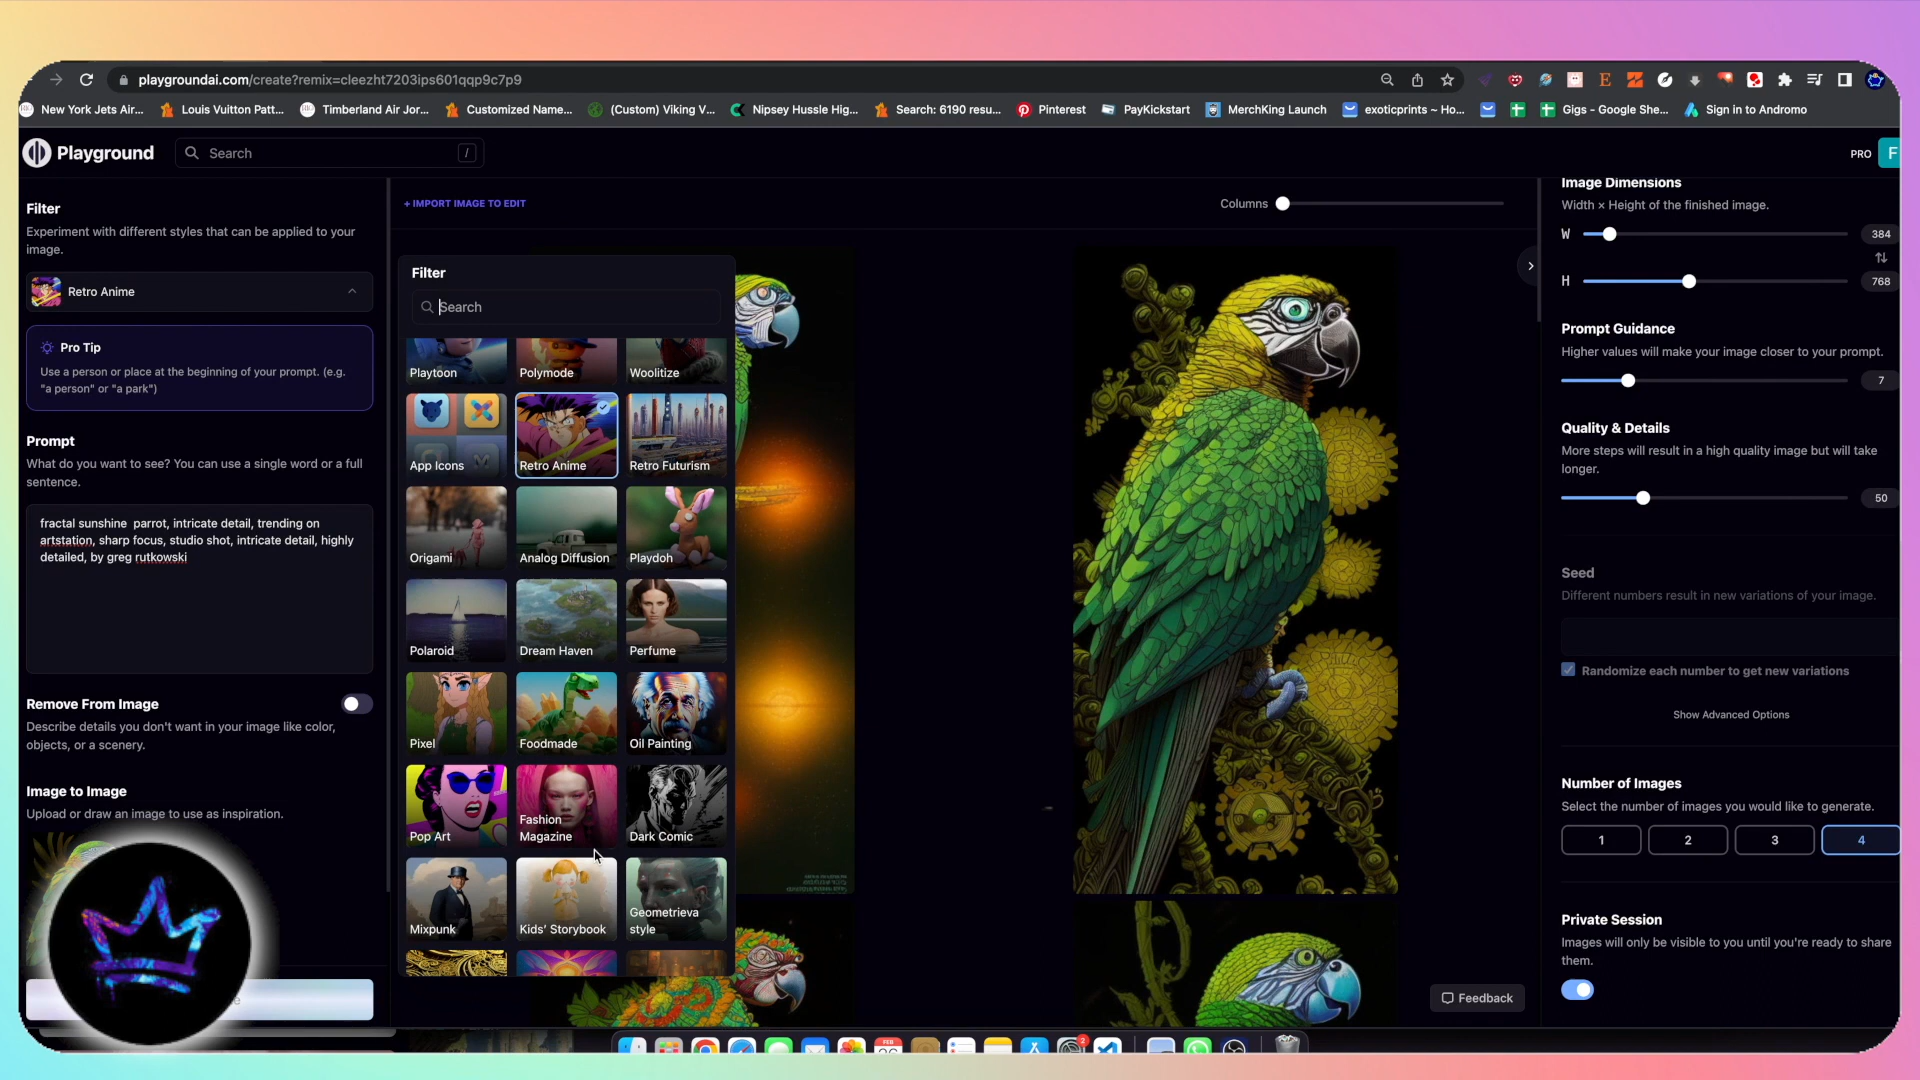 playgroundai.com/create?remix=cleezht7203ips601qqp9c7p9
New York Jets Air...
Louis Vuitton Patt...
Timberland Air Jor...
Customized Name...
(Custom) Viking V...
Nipsey Hussle Hig...
Search: 6190 resu...
Pinterest
PayKickstart
MerchKing Launch
exoticprints ~ Ho...
Gigs - Google She...
Sign in to Andromo
Playground
Search
/
PRO
F
Filter
Experiment with different styles that can be applied to your
image.
Retro Anime
Pro Tip
Use a person or place at the beginning of your prompt. (e.g.
"a person" or "a park")
Prompt
What do you want to see? You can use a single word or a full
sentence.
fractal sunshine  parrot, intricate detail, trending on
artstation, sharp focus, studio shot, intricate detail, highly
detailed, by greg rutkowski
Remove From Image
Describe details you don't want in your image like color,
objects, or a scenery.
Image to Image
Upload or draw an image to use as inspiration.
+ IMPORT IMAGE TO EDIT
Columns
Filter
Search
Playtoon
Polymode
Woolitize
App Icons
Retro Anime
Retro Futurism
Origami
Analog Diffusion
Playdoh
Polaroid
Dream Haven
Perfume
Pixel
Foodmade
Oil Painting
Pop Art
Fashion
Magazine
Dark Comic
Mixpunk
Kids' Storybook
Geometrieva
style
Image Dimensions
Width × Height of the finished image.
W
384
H
768
Prompt Guidance
Higher values will make your image closer to your prompt.
7
Quality & Details
More steps will result in a high quality image but will take
longer.
50
Seed
Different numbers result in new variations of your image.
Randomize each number to get new variations
Show Advanced Options
Number of Images
Select the number of images you would like to generate.
1
2
3
4
Private Session
Images will only be visible to you until you're ready to share
them.
Feedback
FEB
2